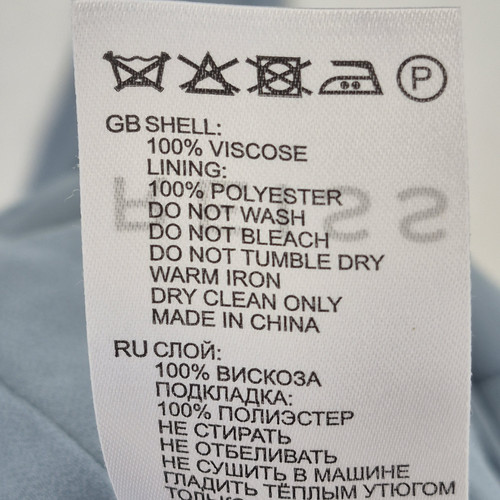 P
GB SHELL:
100% VISCOSE
LINING:
100% POLYESTER
DO NOT WASH
DO NOT BLEACH
DO NOT TUMBLE DRY
WARM IRON
DRY CLEAN ONLY
MADE IN CHINA
RU СЛОЙ:
100% ВИСКОЗА
ПОДКЛАДКА:
100% ПОЛИЭСТЕР
НЕ СТИРАТЬ
НЕ ОТБЕЛИВАТЬ
НЕ СУШИТЬ В МАШИНЕ
ГЛАДИТЬ ТЁПЛЫМ УТЮГОМ